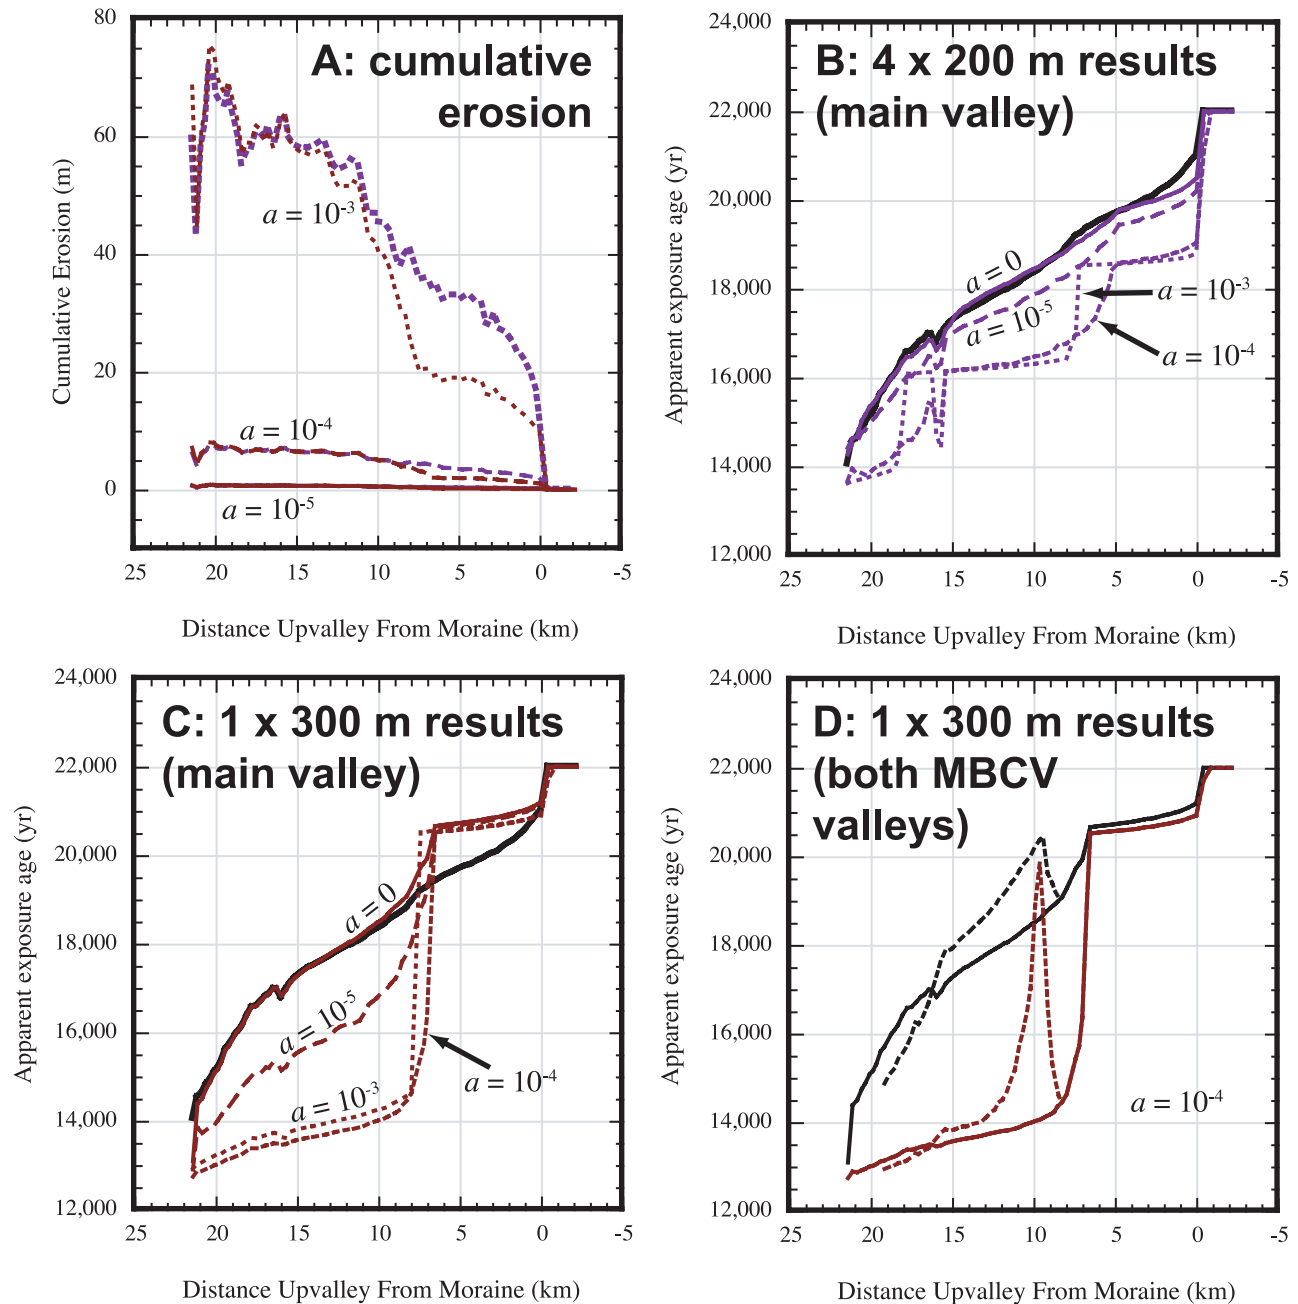 A: cumulative
erosion
80
60
40
20
0
Cumulative Erosion (m)
a = 10-3
a = 10-4
a = 10-5
25 20 15 10 5 0 -5
Distance Upvalley From Moraine (km)
B: 4 x 200 m results
(main valley)
24,000
22,000
20,000
18,000
16,000
14,000
12,000
Apparent exposure age (yr)
a = 0
a = 10-5
a = 10-3
a = 10-4
25 20 15 10 5 0 -5
Distance Upvalley From Moraine (km)
C: 1 x 300 m results
(main valley)
24,000
22,000
20,000
18,000
16,000
14,000
12,000
Apparent exposure age (yr)
a = 0
a = 10-5
a = 10-3
a = 10-4
25 20 15 10 5 0 -5
Distance Upvalley From Moraine (km)
D: 1 x 300 m results
(both MBCV
valleys)
24,000
22,000
20,000
18,000
16,000
14,000
12,000
Apparent exposure age (yr)
a = 10-4
25 20 15 10 5 0 -5
Distance Upvalley From Moraine (km)